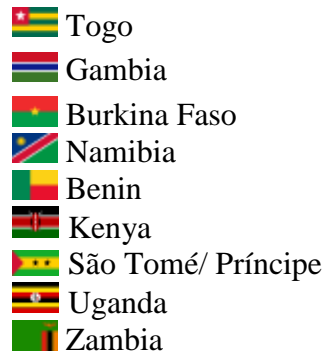 Togo
Gambia
Burkina Faso
Namibia
Benin
Kenya
São Tomé/ Príncipe
Uganda
Zambia